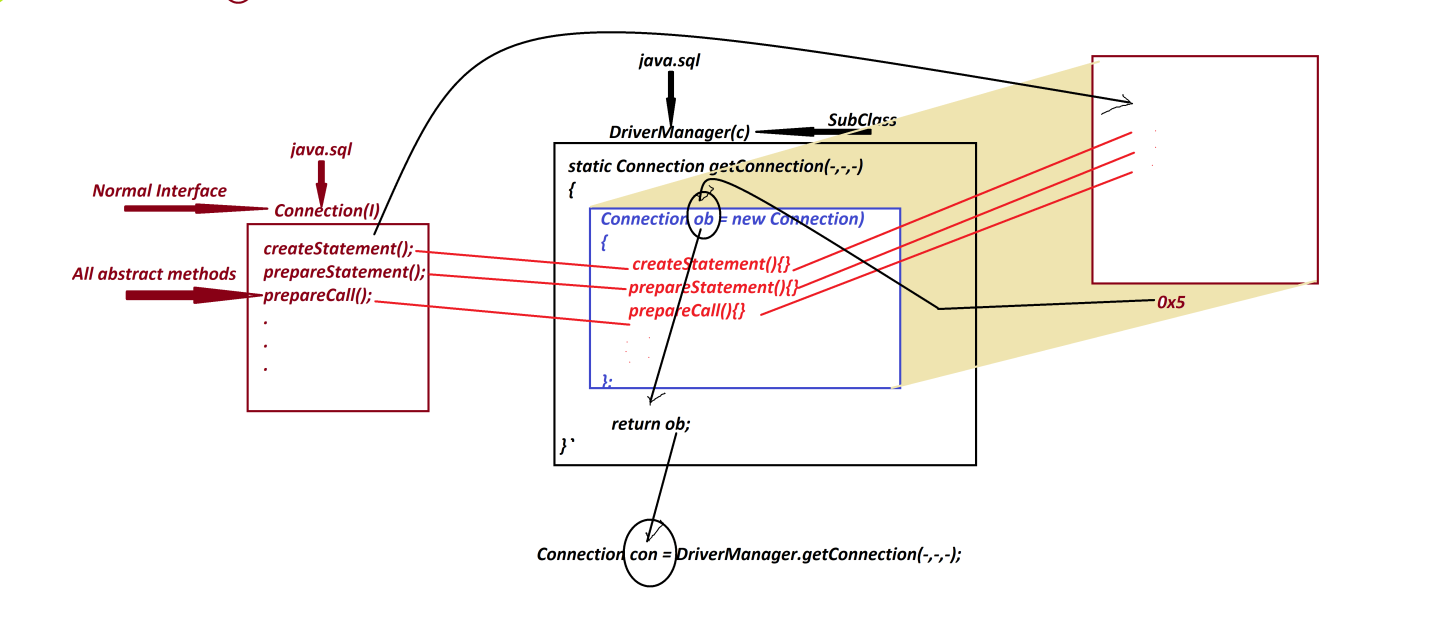 java.sql
Normal Interface
Connection(I)
createStatement();
All abstract methods
prepareStatement();
prepareCall();
.
.
.
java.sql
DriverManager(c)
SubClass
static Connection getConnection(-,-,-)
{
Connection ob = new Connection)
{
createStatement(){}
prepareStatement(){}
prepareCall(){}
};
return ob;
}`
0x5
Connection con = DriverManager.getConnection(-,-,-);